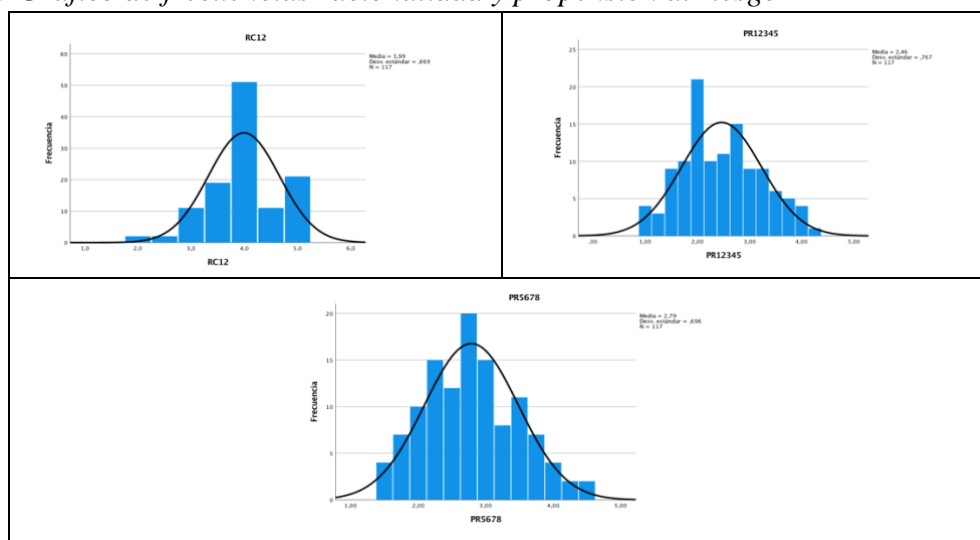 RC12
Media = 3,99
Desv. estándar = ,669
N = 117
60
50
40
30
20
10
0
Frecuencia
1,0 2,0 3,0 4,0 5,0 6,0
RC12
PR12345
Media = 2,46
Desv. estándar = ,767
N = 117
25
20
15
10
5
0
Frecuencia
,00 1,00 2,00 3,00 4,00 5,00
PR12345
PR5678
Media = 2,79
Desv. estándar = ,696
N = 117
20
15
10
5
0
Frecuencia
1,00 2,00 3,00 4,00 5,00
PR5678